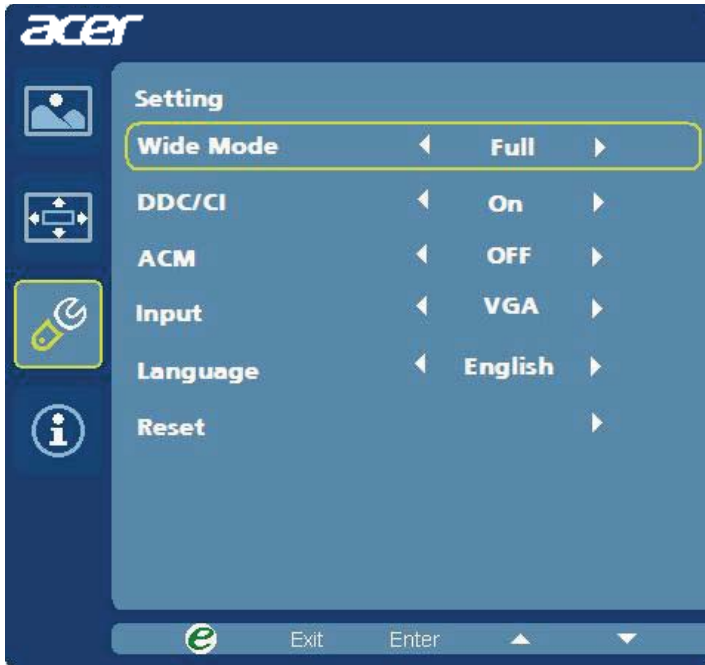 acer
Setting
Wide Mode Full
DDC/CI On
ACM OFF
Input VGA
Language English
Reset
e Exit Enter